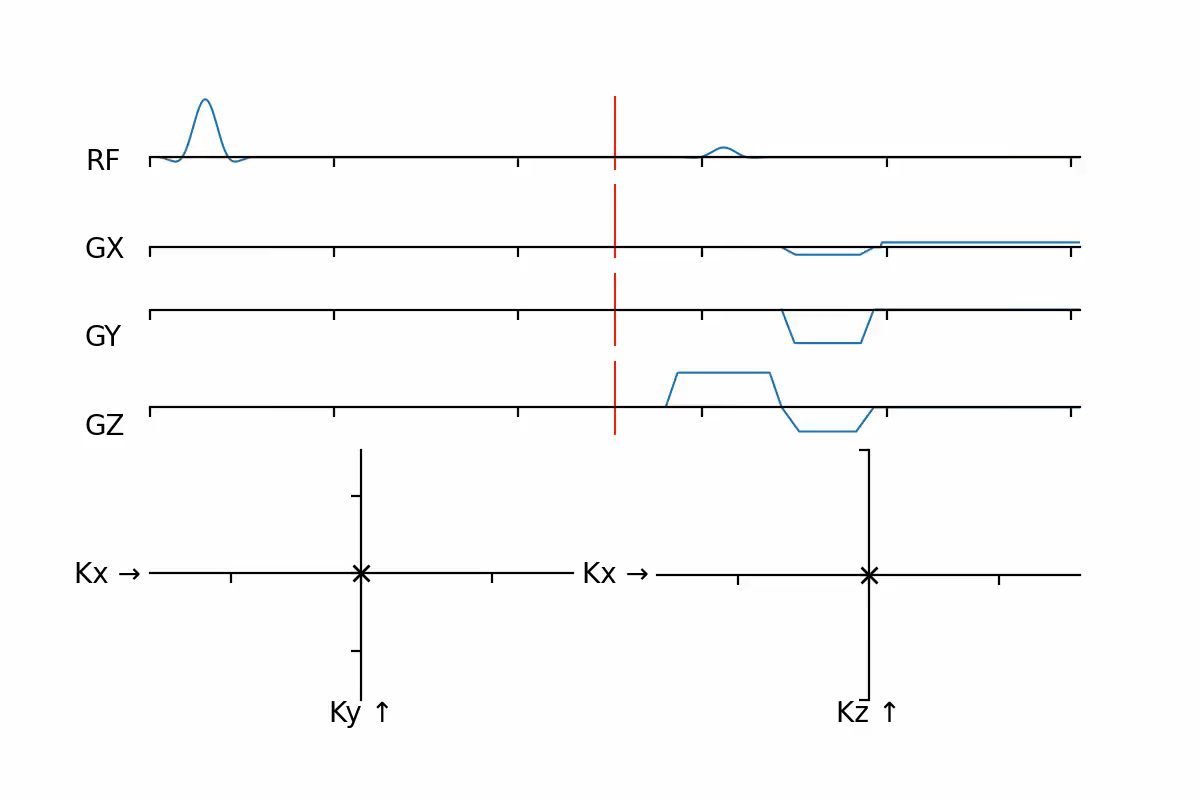 RF
GX
GY
GZ
Kx →
Kx →
Ky ↑
Kz ↑